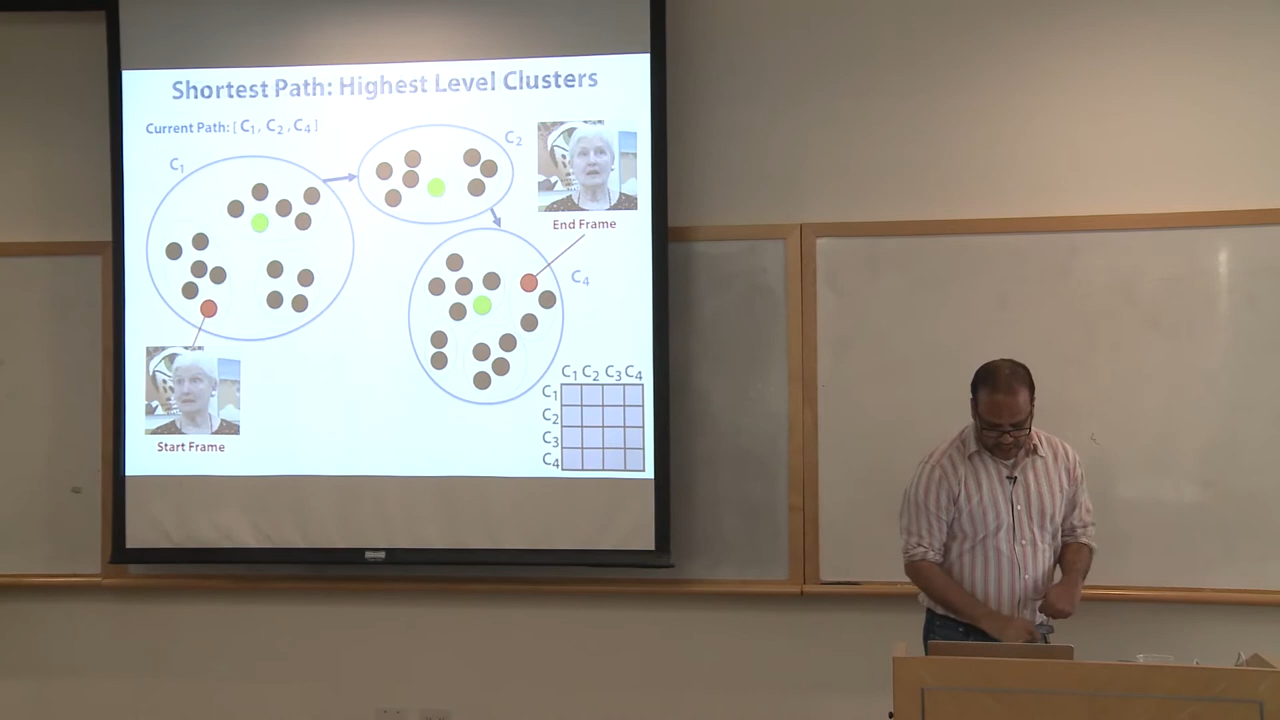 Shortest Path: Highest Level Clusters
Current Path: [ C1, C2, C4]
C1
C2
End Frame
C4
Start Frame
C1 C2 C3 C4
C1
C2
C3
C4